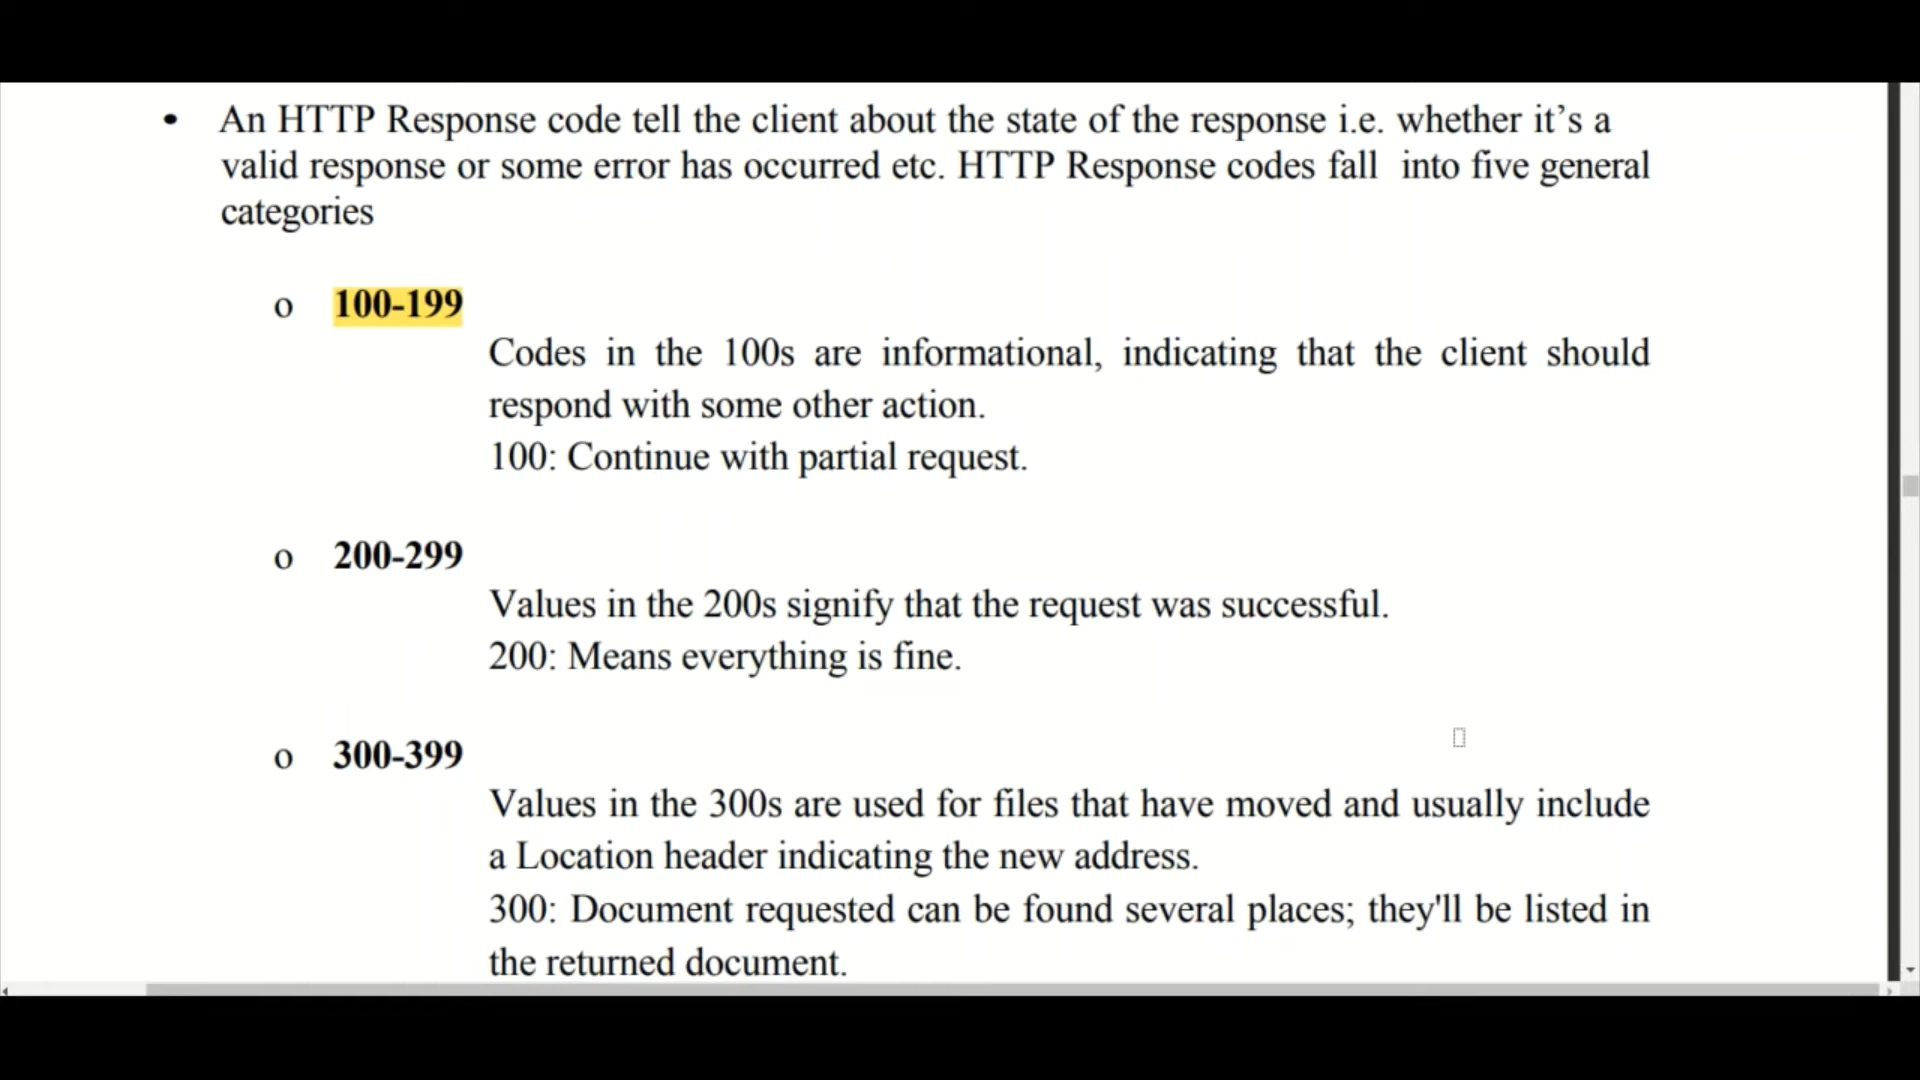 • An HTTP Response code tell the client about the state of the response i.e. whether it’s a
valid response or some error has occurred etc. HTTP Response codes fall into five general
categories
o 100-199
Codes in the 100s are informational, indicating that the client should
respond with some other action.
100: Continue with partial request.
o 200-299
Values in the 200s signify that the request was successful.
200: Means everything is fine.
o 300-399
Values in the 300s are used for files that have moved and usually include
a Location header indicating the new address.
300: Document requested can be found several places; they'll be listed in
the returned document.